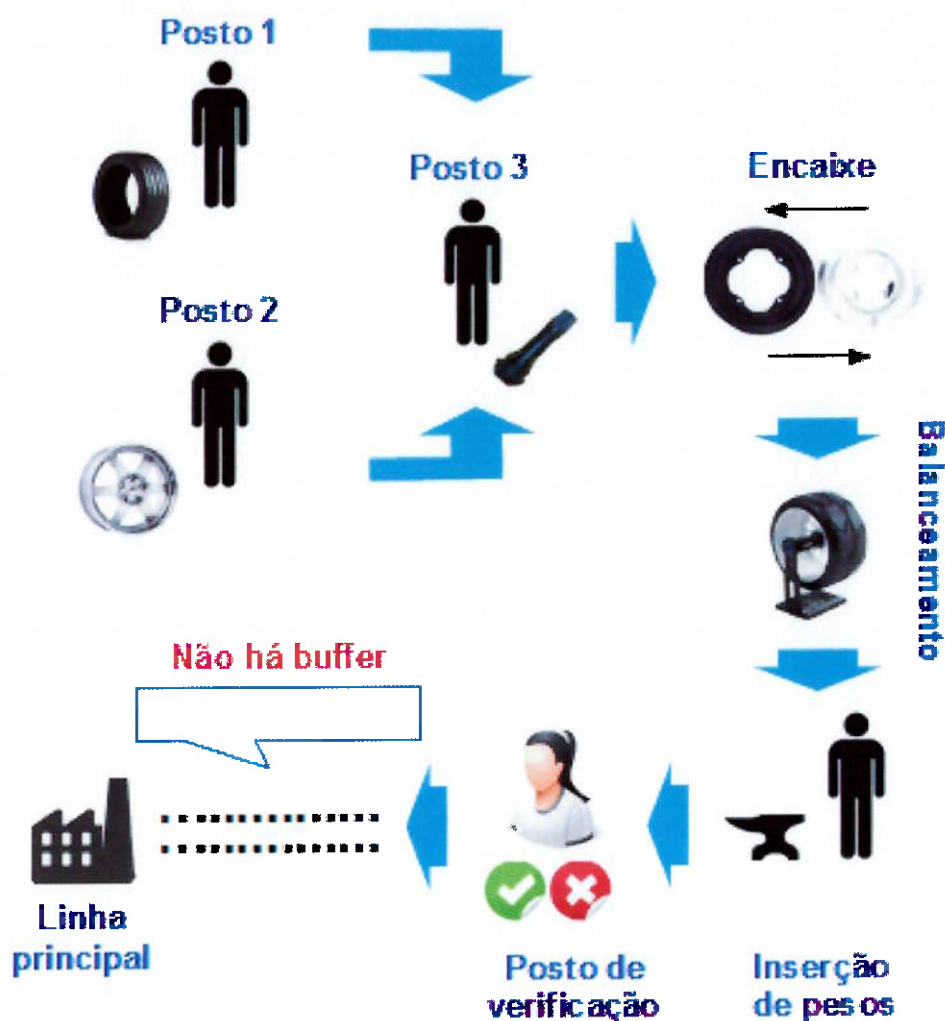 Posto 1
Posto 3
Encaixe
Posto 2
Balanceamento
Não há buffer
Linha
principal
Posto de
verificação
Inserção
de pesos